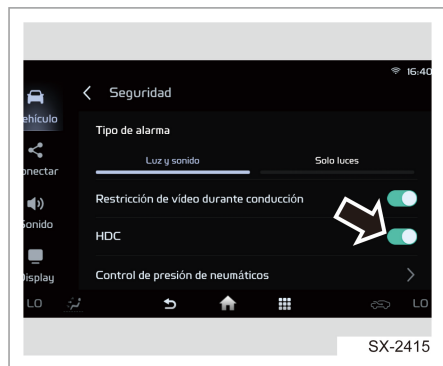 16:40
Seguridad
ehículo
Tipo de alarma
Luz y sonido
Solo luces
onectar
Restricción de vídeo durante conducción
Sonido
HDC
Display
Control de presión de neumáticos
LO
LO
SX-2415